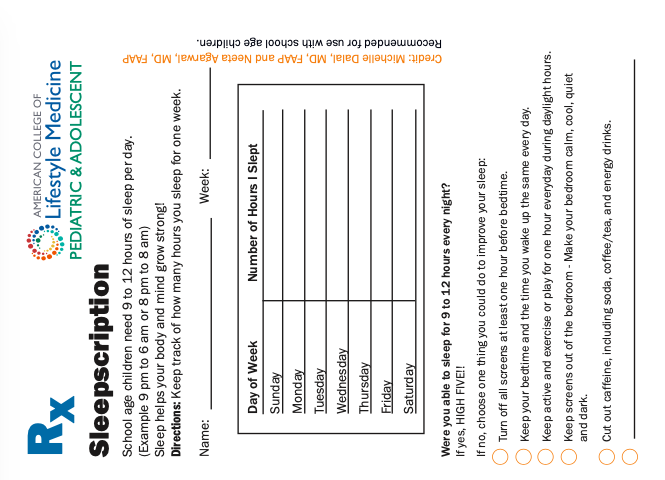 Rx
Sleepscription
AMERICAN COLLEGE OF
Lifestyle Medicine
PEDIATRIC & ADOLESCENT
School age children need 9 to 12 hours of sleep per day.
(Example 9 pm to 6 am or 8 pm to 8 am)
Sleep helps your body and mind grow strong!
Directions: Keep track of how many hours you sleep for one week.
Name: Week:
Day of Week Number of Hours I Slept
Sunday
Monday
Tuesday
Wednesday
Thursday
Friday
Saturday
Were you able to sleep for 9 to 12 hours every night?
If yes, HIGH FIVE!!
If no, choose one thing you could do to improve your sleep:
Turn off all screens at least one hour before bedtime.
Keep your bedtime and the time you wake up the same every day.
Keep active and exercise or play for one hour everyday during daylight hours.
Keep screens out of the bedroom - Make your bedroom calm, cool, quiet
and dark.
Cut out caffeine, including soda, coffee/tea, and energy drinks.
Credit: Michelle Dalal, MD, FAAP and Neeta Agarwal, MD, FAAP
Recommended for use with school age children.